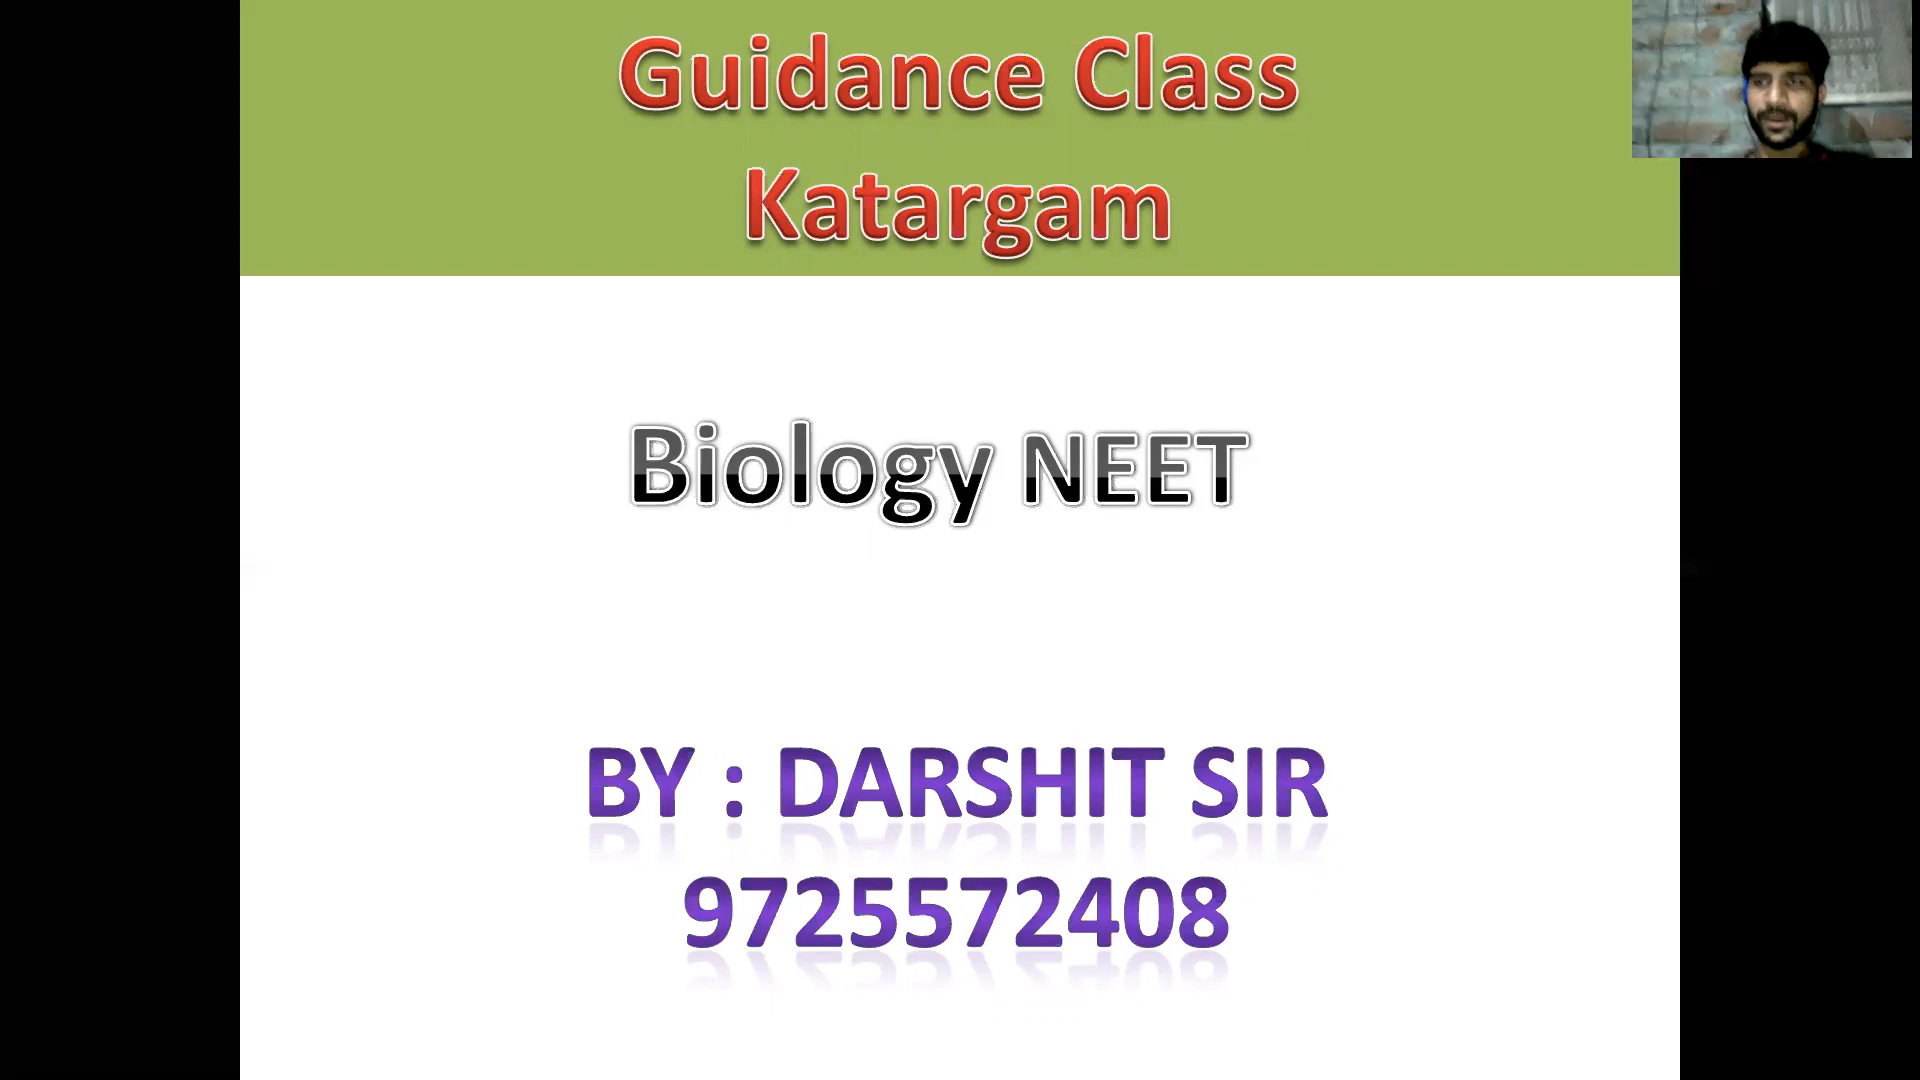 Guidance Class
Katargam
Biology NEET
BY : DARSHIT SIR
9725572408